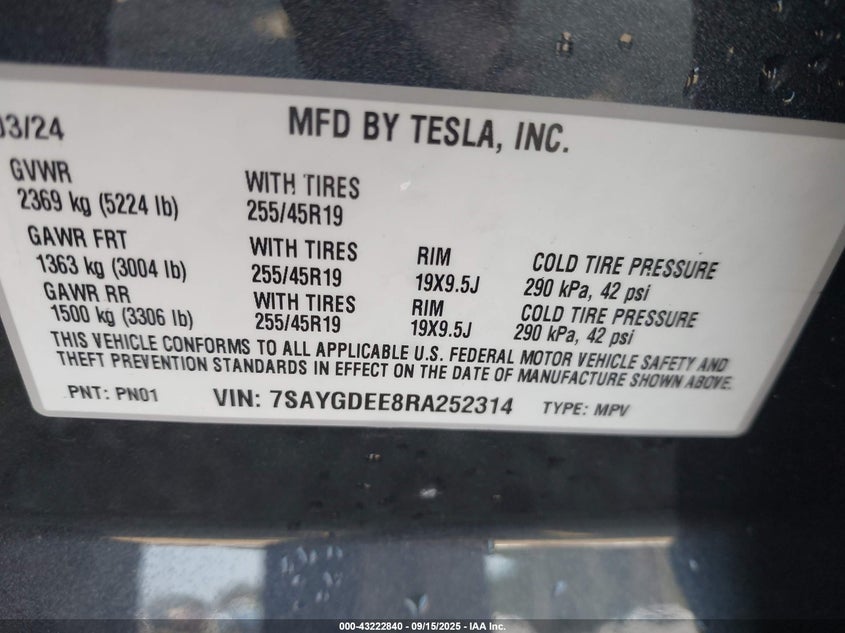 03/24
MFD BY TESLA, INC.
GVWR
2369 kg (5224 lb)
WITH TIRES
255/45R19
GAWR FRT
1363 kg (3004 lb)
WITH TIRES
255/45R19
RIM
19X9.5J
COLD TIRE PRESSURE
290 kPa, 42 psi
GAWR RR
1500 kg (3306 lb)
WITH TIRES
255/45R19
RIM
19X9.5J
COLD TIRE PRESSURE
290 kPa, 42 psi
THIS VEHICLE CONFORMS TO ALL APPLICABLE U.S. FEDERAL MOTOR VEHICLE SAFETY AND
THEFT PREVENTION STANDARDS IN EFFECT ON THE DATE OF MANUFACTURE SHOWN ABOVE.
PNT: PN01 VIN: 7SAYGDEE8RA252314 TYPE: MPV
000-43222840 - 09/15/2025 - IAA Inc.